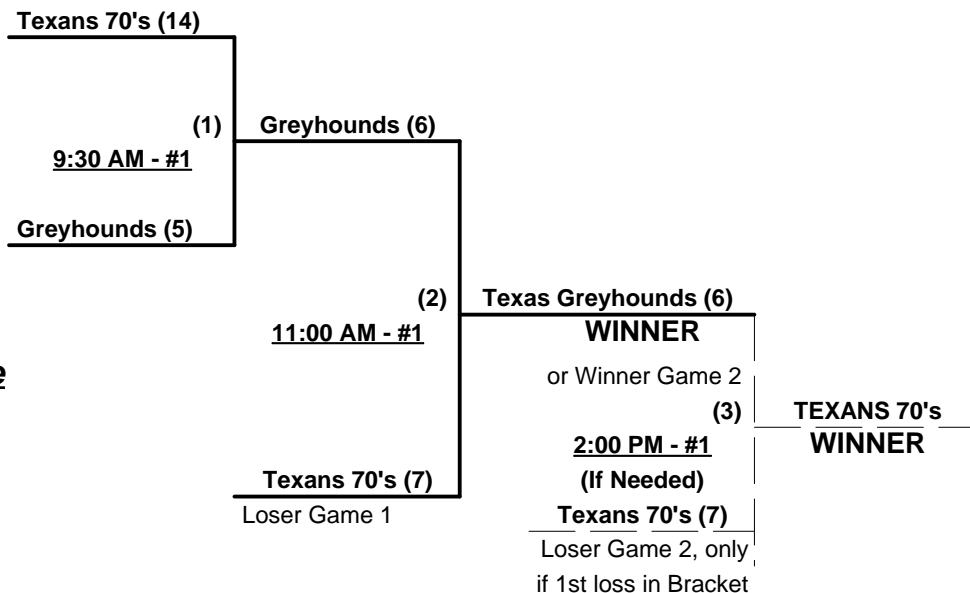 Texans 70's (14)
(1) Greyhounds (6)
9:30 AM - #1
Greyhounds (5)
(2) Texas Greyhounds (6)
11:00 AM - #1 WINNER
or Winner Game 2
e
(3) TEXANS 70's
2:00 PM - #1 WINNER
(If Needed)
Texans 70's (7)
Loser Game 1
Texans 70's (7)
Loser Game 2, only
if 1st loss in Bracket